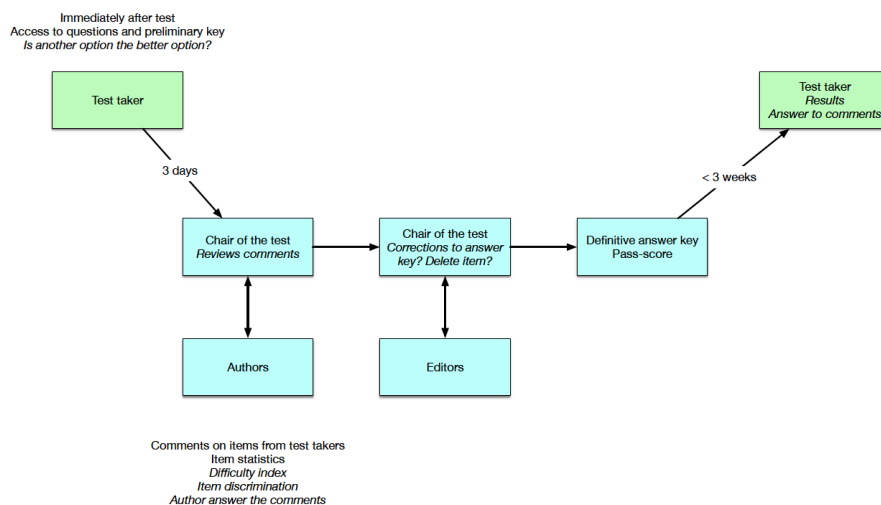 Immediately after test
Access to questions and preliminary key
Is another option the better option?
Test taker
Test taker
Results
Answer to comments
3 days
< 3 weeks
Chair of the test
Reviews comments
Chair of the test
Corrections to answer
key? Delete item?
Definitive answer key
Pass-score
Authors
Editors
Comments on items from test takers
Item statistics
Difficulty index
Item discrimination
Author answer the comments